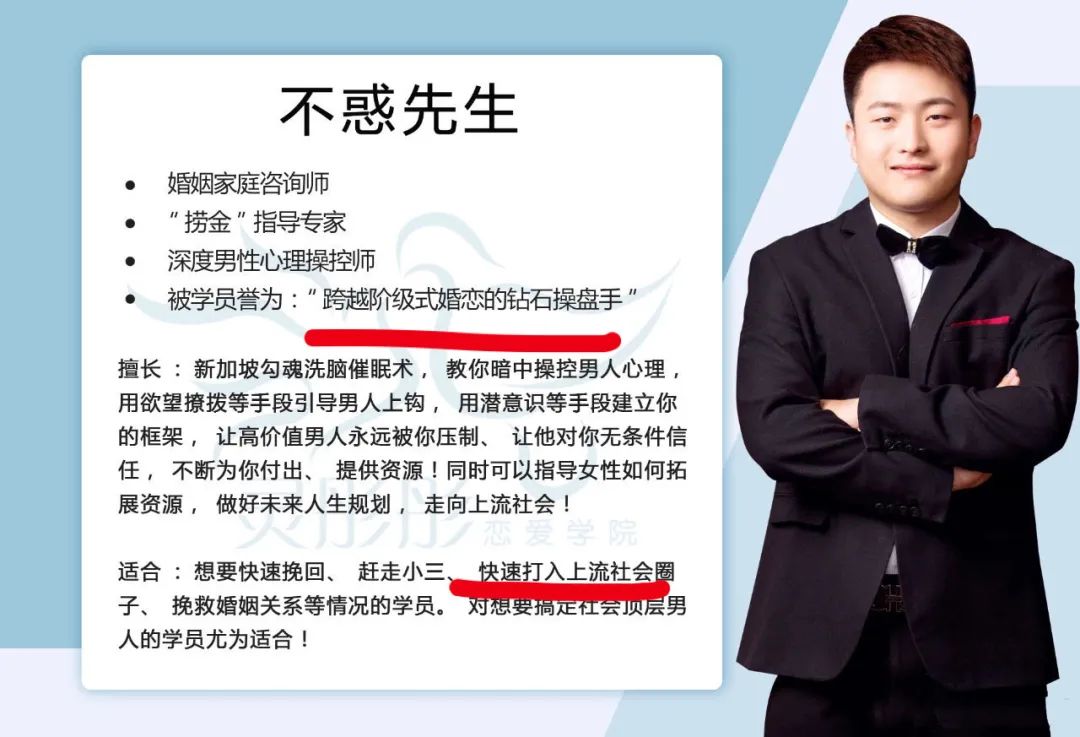 不惑先生
• 婚姻家庭咨询师
• “捞金”指导专家
• 深度男性心理操控师
• 被学员誉为：“跨越阶级式婚恋的钻石操盘手”
擅长：新加坡勾魂洗脑催眠术，教你暗中操控男人心理，
用欲望撩拨等手段引导男人上钩，用潜意识等手段建立你
的框架，让高价值男人永远被你压制、让他对你无条件信
任，不断为你付出、提供资源！同时可以指导女性如何拓
展资源，做好未来人生规划，走向上流社会！
恋爱学院
适合：想要快速挽回、赶走小三、快速打入上流社会圈
子、挽救婚姻关系等情况的学员。对想要搞定社会顶层男
人的学员尤为适合！